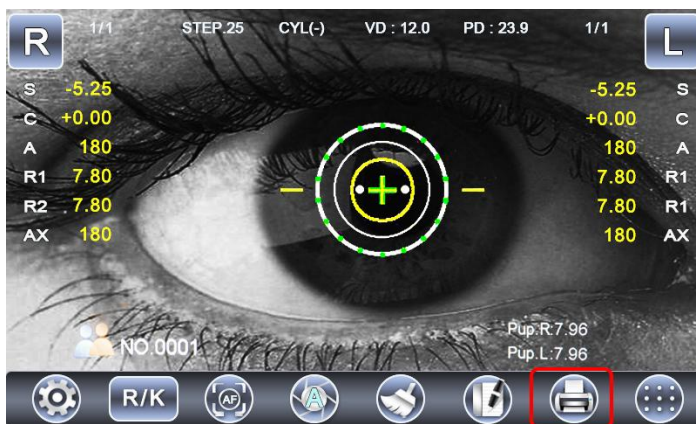 R 1/1 STEP.25 CYL(-) VD : 12.0 PD : 23.9 1/1 L
S -5.25 -5.25 S
C +0.00 +0.00 C
A 180 180 A
R1 7.80 7.80 R1
R2 7.80 7.80 R1
AX 180 180 AX
NO.0001
Pup.R:7.96
Pup.L:7.96
R/K AF A